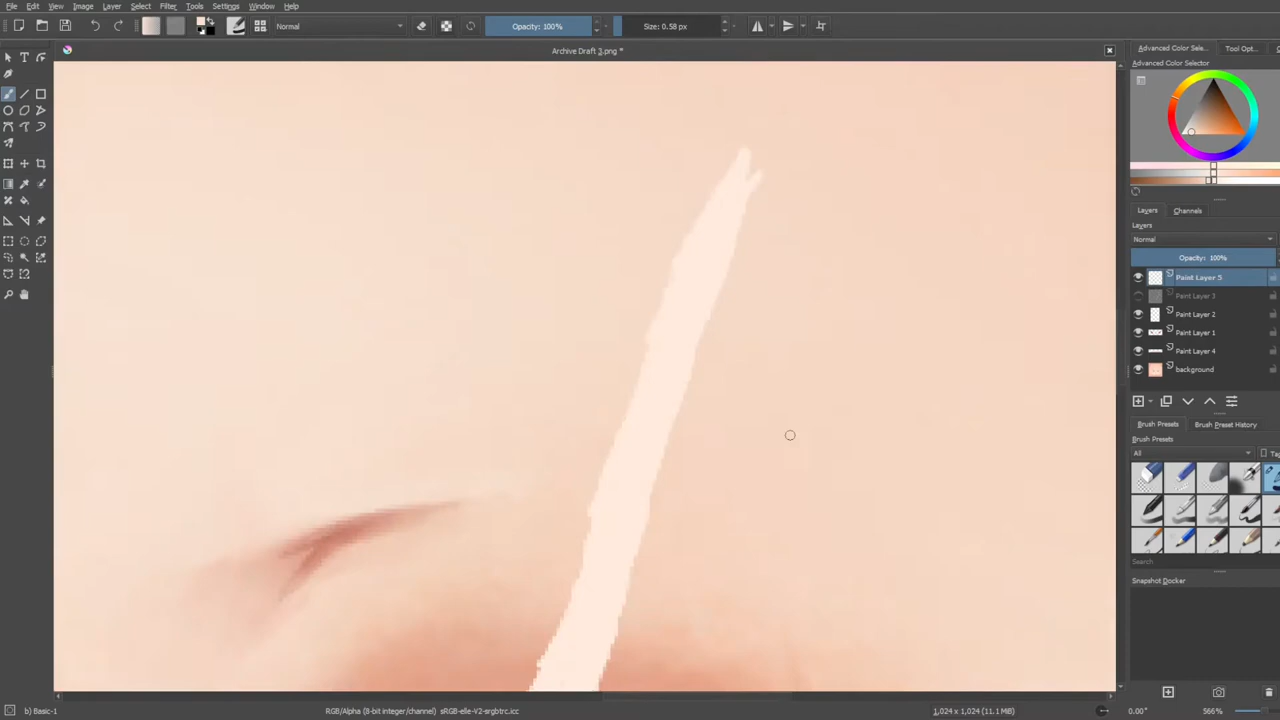 File Edit View Image Layer Select Filter Tools Settings Window Help
Normal
Opacity: 100%
Size: 0.58 px
Archive Draft 3.png *
Advanced Color Sele...
Tool Opt...
Advanced Color Selector
Layers
Channels
Layers
Normal
Opacity: 100%
Paint Layer 5
Paint Layer 3
Paint Layer 2
Paint Layer 1
Paint Layer 4
background
Brush Presets
Brush Preset History
Brush Presets
All
Search
Snapshot Docker
b) Basic-1
RGB/Alpha (8-bit integer/channel) sRGB-elle-V2-srgbtrc.icc
1,024 x 1,024 (11.1 MiB)
0.00°
566%